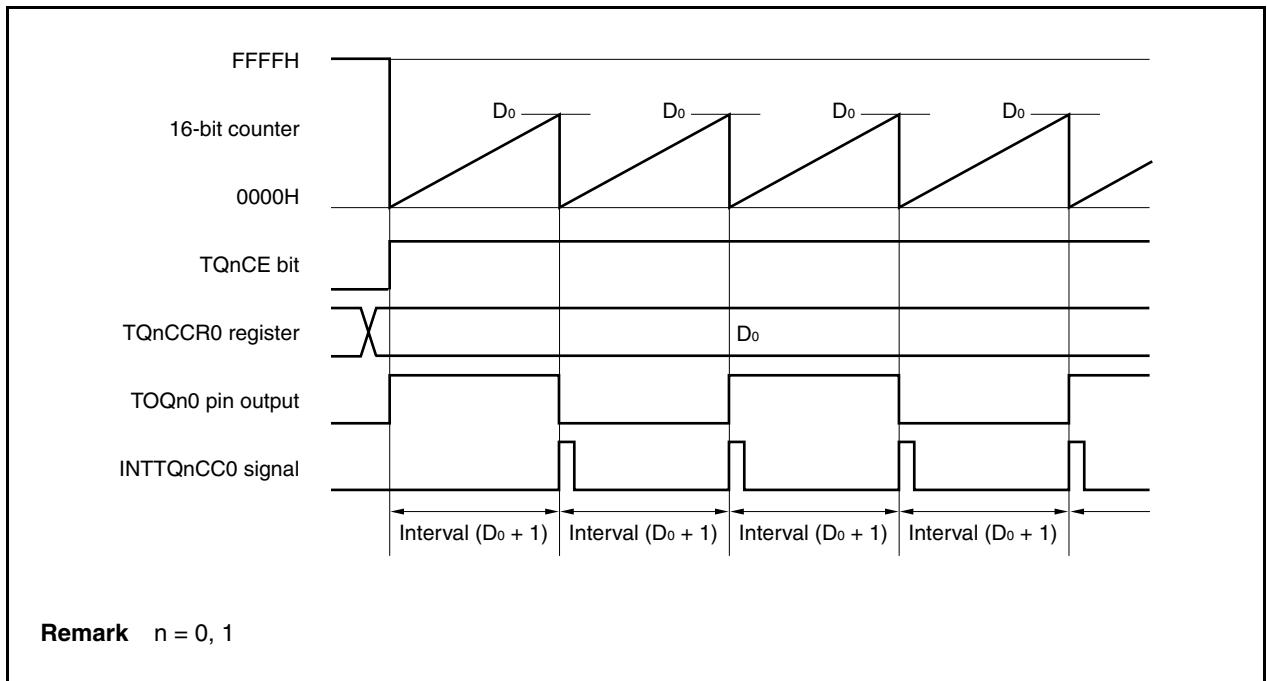 FFFFH
D₀ D₀ D₀ D₀
16-bit counter
0000H
TQnCE bit
TQnCCR0 register
D₀
TOQn0 pin output
INTTQnCC0 signal
Interval (D₀ + 1) Interval (D₀ + 1) Interval (D₀ + 1) Interval (D₀ + 1)
Remark n = 0, 1